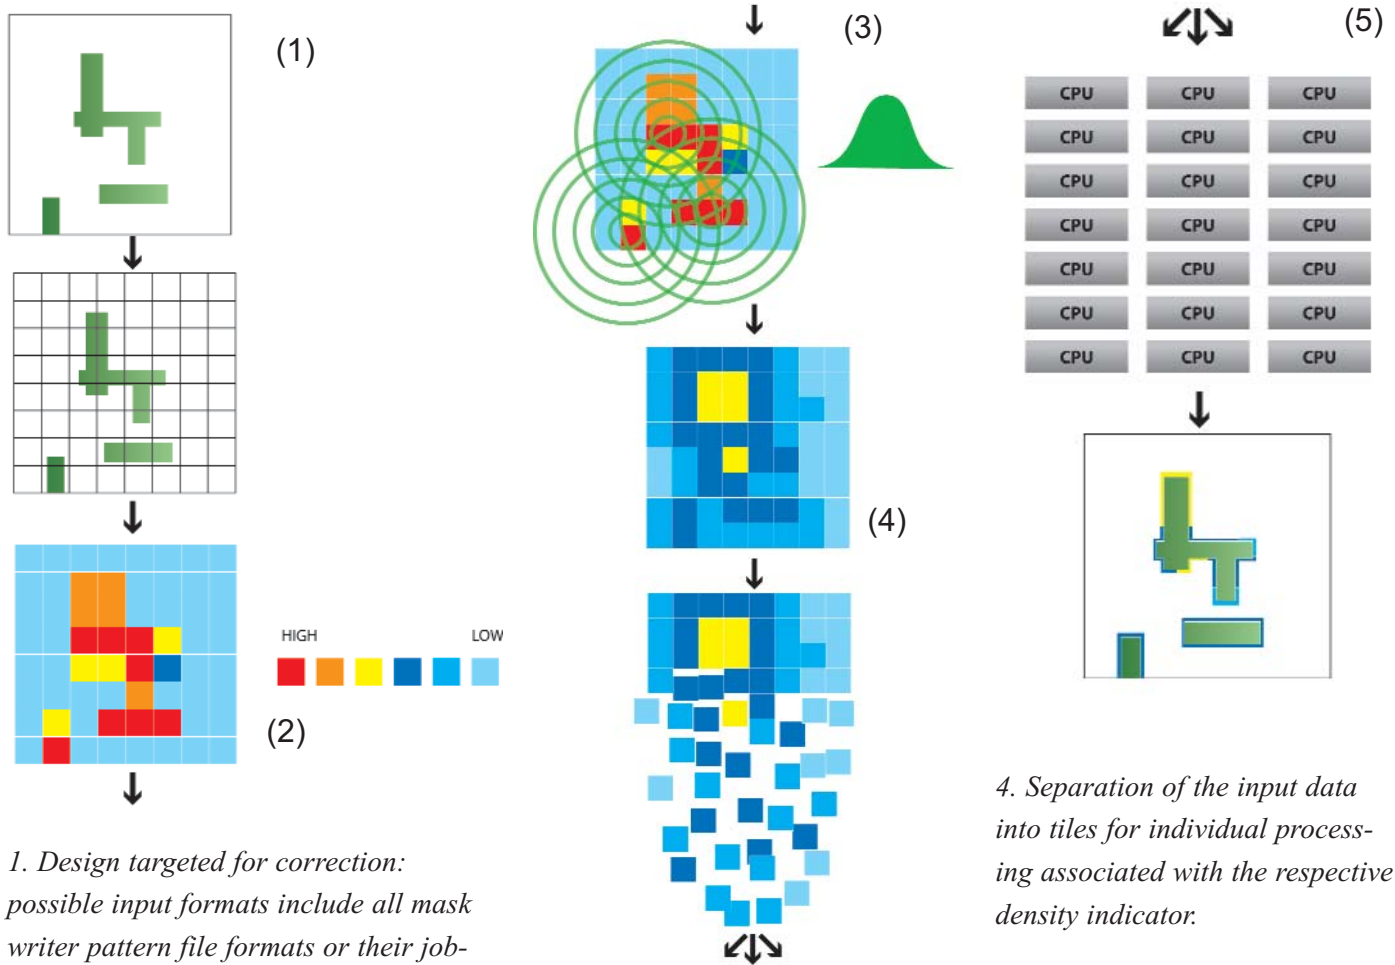 (1)
HIGH LOW
(2)
1. Design targeted for correction:
possible input formats include all mask
writer pattern file formats or their job-
(3)
(4)
(5)
CPU CPU CPU
CPU CPU CPU
CPU CPU CPU
CPU CPU CPU
CPU CPU CPU
CPU CPU CPU
CPU CPU CPU
4. Separation of the input data
into tiles for individual process-
ing associated with the respective
density indicator.